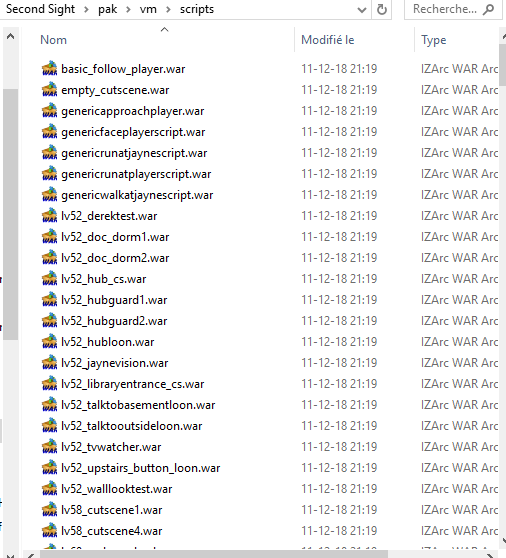 Second Sight > pak > vm > scripts
Recherche...
Nom Modifié le Type
basic_follow_player.war 11-12-18 21:19 IZArc WAR Arc
empty_cutscene.war 11-12-18 21:19 IZArc WAR Arc
genericapproachplayer.war 11-12-18 21:19 IZArc WAR Arc
genericfaceplayerscript.war 11-12-18 21:19 IZArc WAR Arc
genericrunatjaynescript.war 11-12-18 21:19 IZArc WAR Arc
genericrunatplayerscript.war 11-12-18 21:19 IZArc WAR Arc
genericwalkatjaynescript.war 11-12-18 21:19 IZArc WAR Arc
lv52_derektest.war 11-12-18 21:19 IZArc WAR Arc
lv52_doc_dorm1.war 11-12-18 21:19 IZArc WAR Arc
lv52_doc_dorm2.war 11-12-18 21:19 IZArc WAR Arc
lv52_hub_cs.war 11-12-18 21:19 IZArc WAR Arc
lv52_hubguard1.war 11-12-18 21:19 IZArc WAR Arc
lv52_hubguard2.war 11-12-18 21:19 IZArc WAR Arc
lv52_hubloon.war 11-12-18 21:19 IZArc WAR Arc
lv52_jaynevision.war 11-12-18 21:19 IZArc WAR Arc
lv52_libraryentrance_cs.war 11-12-18 21:19 IZArc WAR Arc
lv52_talktobasementloon.war 11-12-18 21:19 IZArc WAR Arc
lv52_talktooutsideloon.war 11-12-18 21:19 IZArc WAR Arc
lv52_tvwatcher.war 11-12-18 21:19 IZArc WAR Arc
lv52_upstairs_button_loon.war 11-12-18 21:19 IZArc WAR Arc
lv52_walllooktest.war 11-12-18 21:19 IZArc WAR Arc
lv58_cutscene1.war 11-12-18 21:19 IZArc WAR Arc
lv58_cutscene4.war 11-12-18 21:19 IZArc WAR Arc